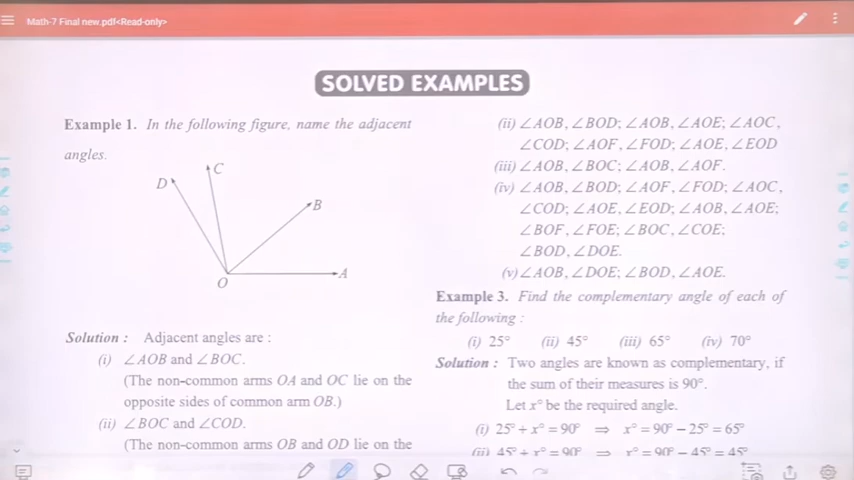 Math-7 Final new.pdf<Read-only>
SOLVED EXAMPLES
Example 1. In the following figure, name the adjacent
angles.
D
C
B
O
A
Solution : Adjacent angles are :
(i) ∠AOB and ∠BOC.
(The non-common arms OA and OC lie on the
opposite sides of common arm OB.)
(ii) ∠BOC and ∠COD.
(The non-common arms OB and OD lie on the
(ii) ∠AOB, ∠BOD; ∠AOB, ∠AOE; ∠AOC,
∠COD; ∠AOF, ∠FOD; ∠AOE, ∠EOD
(iii) ∠AOB, ∠BOC; ∠AOB, ∠AOF.
(iv) ∠AOB, ∠BOD; ∠AOF, ∠FOD; ∠AOC,
∠COD; ∠AOE, ∠EOD; ∠AOB, ∠AOE;
∠BOF, ∠FOE; ∠BOC, ∠COE;
∠BOD, ∠DOE.
(v) ∠AOB, ∠DOE; ∠BOD, ∠AOE.
Example 3. Find the complementary angle of each of
the following :
(i) 25° (ii) 45° (iii) 65° (iv) 70°
Solution : Two angles are known as complementary, if
the sum of their measures is 90°.
Let x° be the required angle.
(i) 25° + x° = 90° ⇒ x° = 90° − 25° = 65°
(ii) 45° + x° = 90° ⇒ x° = 90° − 45° = 45°